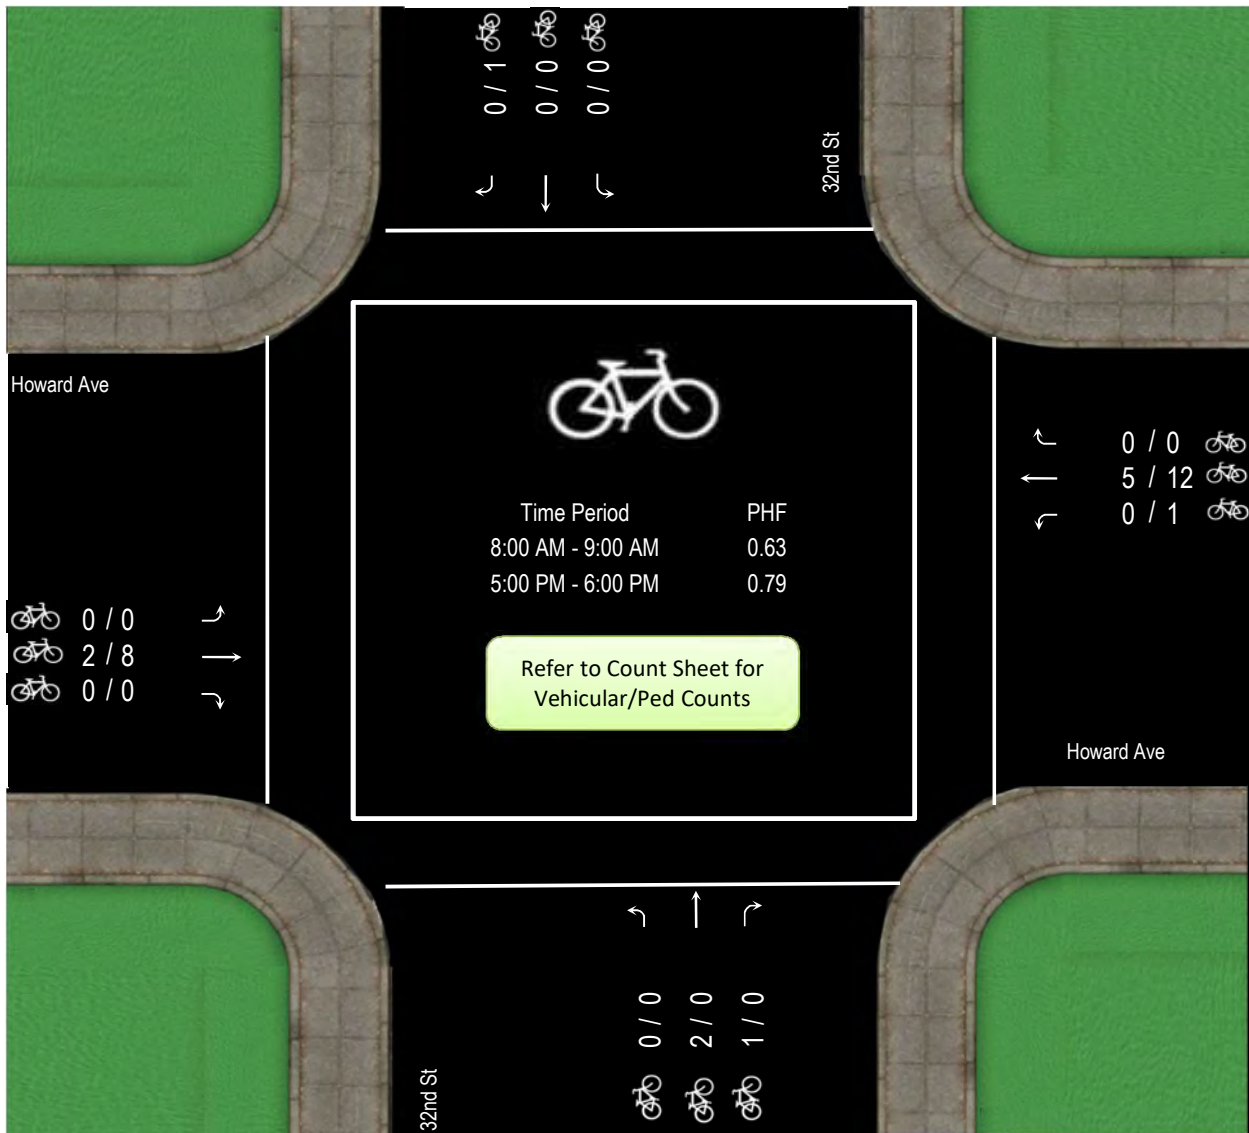 0 / 1
0 / 0
0 / 0
32nd St
Howard Ave
0 / 0
5 / 12
0 / 1
Time Period PHF
8:00 AM - 9:00 AM 0.63
5:00 PM - 6:00 PM 0.79
0 / 0
2 / 8
0 / 0
Refer to Count Sheet for
Vehicular/Ped Counts
Howard Ave
0 / 0
2 / 0
1 / 0
32nd St